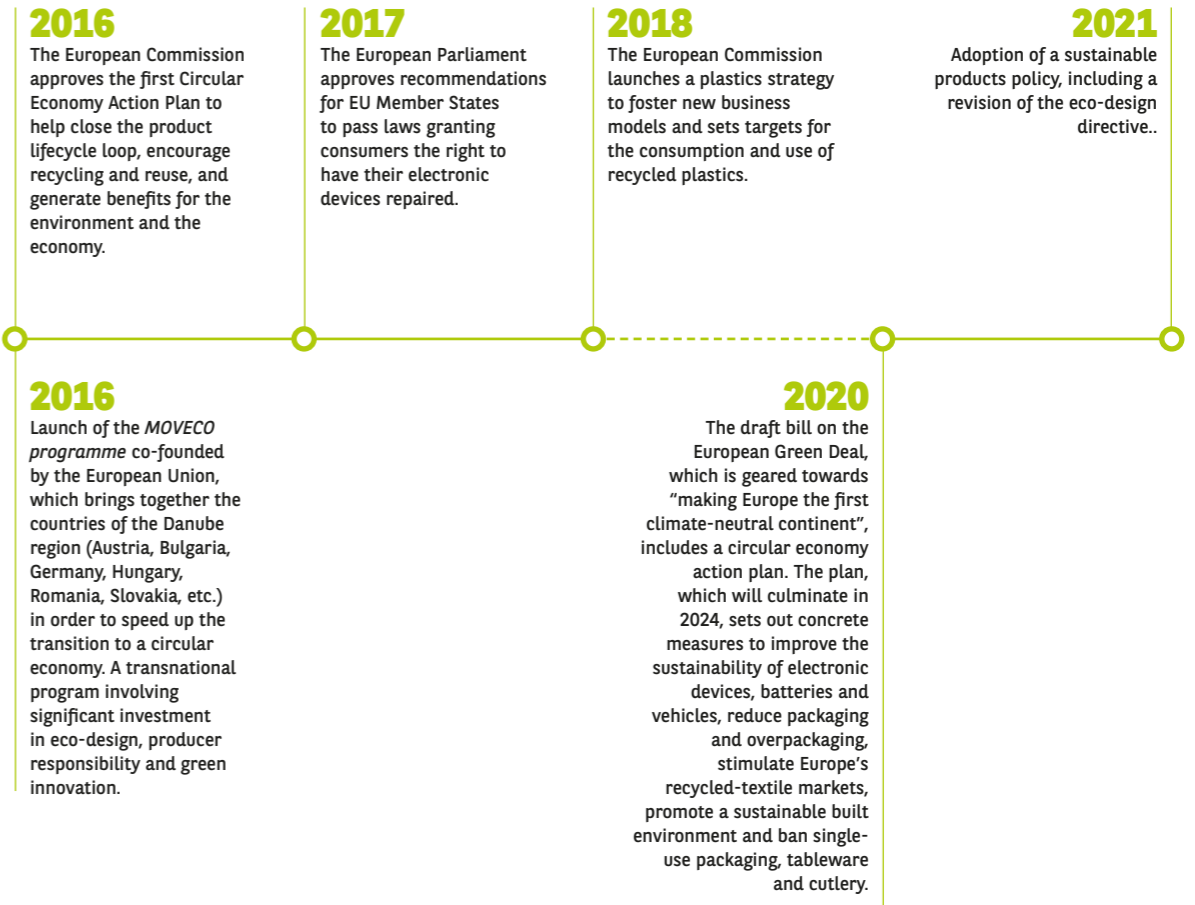 2016
The European Commission
approves the first Circular
Economy Action Plan to
help close the product
lifecycle loop, encourage
recycling and reuse, and
generate benefits for the
environment and the
economy.
2017
The European Parliament
approves recommendations
for EU Member States
to pass laws granting
consumers the right to
have their electronic
devices repaired.
2018
The European Commission
launches a plastics strategy
to foster new business
models and sets targets for
the consumption and use of
recycled plastics.
2021
Adoption of a sustainable
products policy, including a
revision of the eco-design
directive..
2016
Launch of the MOVECO
programme co-founded
by the European Union,
which brings together the
countries of the Danube
region (Austria, Bulgaria,
Germany, Hungary,
Romania, Slovakia, etc.)
in order to speed up the
transition to a circular
economy. A transnational
program involving
significant investment
in eco-design, producer
responsibility and green
innovation.
2020
The draft bill on the
European Green Deal,
which is geared towards
“making Europe the first
climate-neutral continent”,
includes a circular economy
action plan. The plan,
which will culminate in
2024, sets out concrete
measures to improve the
sustainability of electronic
devices, batteries and
vehicles, reduce packaging
and overpackaging,
stimulate Europe’s
recycled-textile markets,
promote a sustainable built
environment and ban single-
use packaging, tableware
and cutlery.